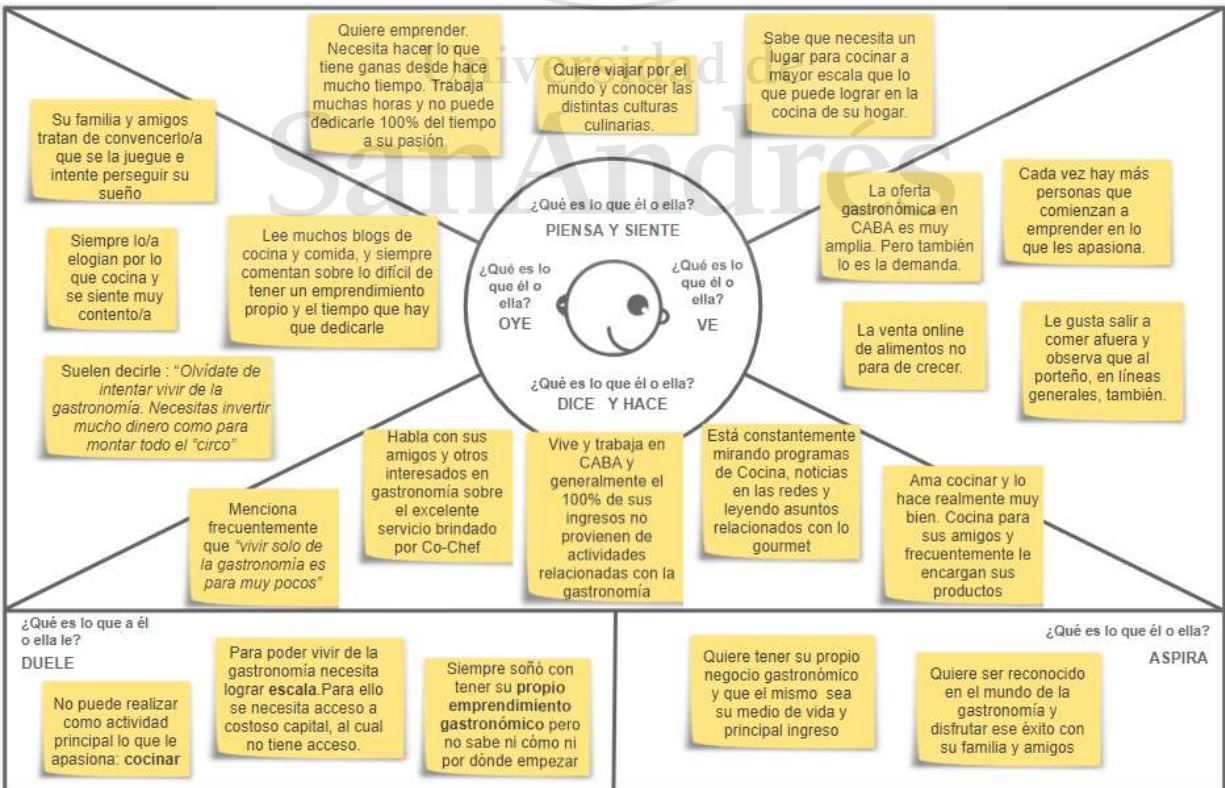 Universidad de
SanAndrés
Quiere emprender.
Necesita hacer lo que
tiene ganas desde hace
mucho tiempo. Trabaja
muchas horas y no puede
dedicarle 100% del tiempo
a su pasión
Quiere viajar por el
mundo y conocer las
distintas culturas
culinarias.
Sabe que necesita un
lugar para cocinar a
mayor escala que lo
que puede lograr en la
cocina de su hogar.
Su familia y amigos
tratan de convencerlo/a
que se la juegue e
intente perseguir su
sueño
Siempre lo/a
elogian por lo
que cocina y
se siente muy
contento/a
Lee muchos blogs de
cocina y comida, y siempre
comentan sobre lo difícil de
tener un emprendimiento
propio y el tiempo que hay
que dedicarle
Suelen decirle : “Olvídate de
intentar vivir de la
gastronomía. Necesitas invertir
mucho dinero como para
montar todo el “circo”
¿Qué es lo que él o ella?
PIENSA Y SIENTE
¿Qué es lo
que él o
ella?
OYE
¿Qué es lo
que él o
ella?
VE
¿Qué es lo que él o ella?
DICE Y HACE
La oferta
gastronómica en
CABA es muy
amplia. Pero también
lo es la demanda.
Cada vez hay más
personas que
comienzan a
emprender en lo
que les apasiona.
La venta online
de alimentos no
para de crecer.
Le gusta salir a
comer afuera y
observa que al
porteño, en líneas
generales, también.
Menciona
frecuentemente
que “vivir solo de
la gastronomía es
para muy pocos”
Habla con sus
amigos y otros
interesados en
gastronomía sobre
el excelente
servicio brindado
por Co-Chef
Vive y trabaja en
CABA y
generalmente el
100% de sus
ingresos no
provienen de
actividades
relacionadas con la
gastronomía
Está constantemente
mirando programas
de Cocina, noticias
en las redes y
leyendo asuntos
relacionados con lo
gourmet
Ama cocinar y lo
hace realmente muy
bien. Cocina para
sus amigos y
frecuentemente le
encargan sus
productos
¿Qué es lo que a él
o ella le?
DUELE
No puede realizar
como actividad
principal lo que le
apasiona: cocinar
Para poder vivir de la
gastronomía necesita
lograr escala.Para ello
se necesita acceso a
costoso capital, al cual
no tiene acceso.
Siempre soñó con
tener su propio
emprendimiento
gastronómico pero
no sabe ni cómo ni
por dónde empezar
¿Qué es lo que él o ella?
ASPIRA
Quiere tener su propio
negocio gastronómico
y que el mismo sea
su medio de vida y
principal ingreso
Quiere ser reconocido
en el mundo de la
gastronomía y
disfrutar ese éxito con
su familia y amigos